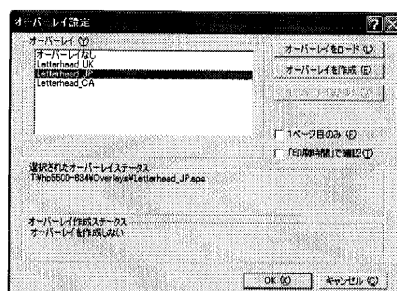 オーバーレイ設定
オーバーレイ (Y)
オーバーレイなし
Letterhead_UK
Letterhead_JP
Letterhead_CA
オーバーレイをロード (L)
オーバーレイを作成 (E)
1ページ目のみ (F)
「印刷時間」で確認 (T)
選択されたオーバーレイステータス
T:¥hp5500-634¥Overlays¥Letterhead_JP.eps
オーバーレイ作成ステータス
オーバーレイを作成しない
OK (K)
キャンセル (C)